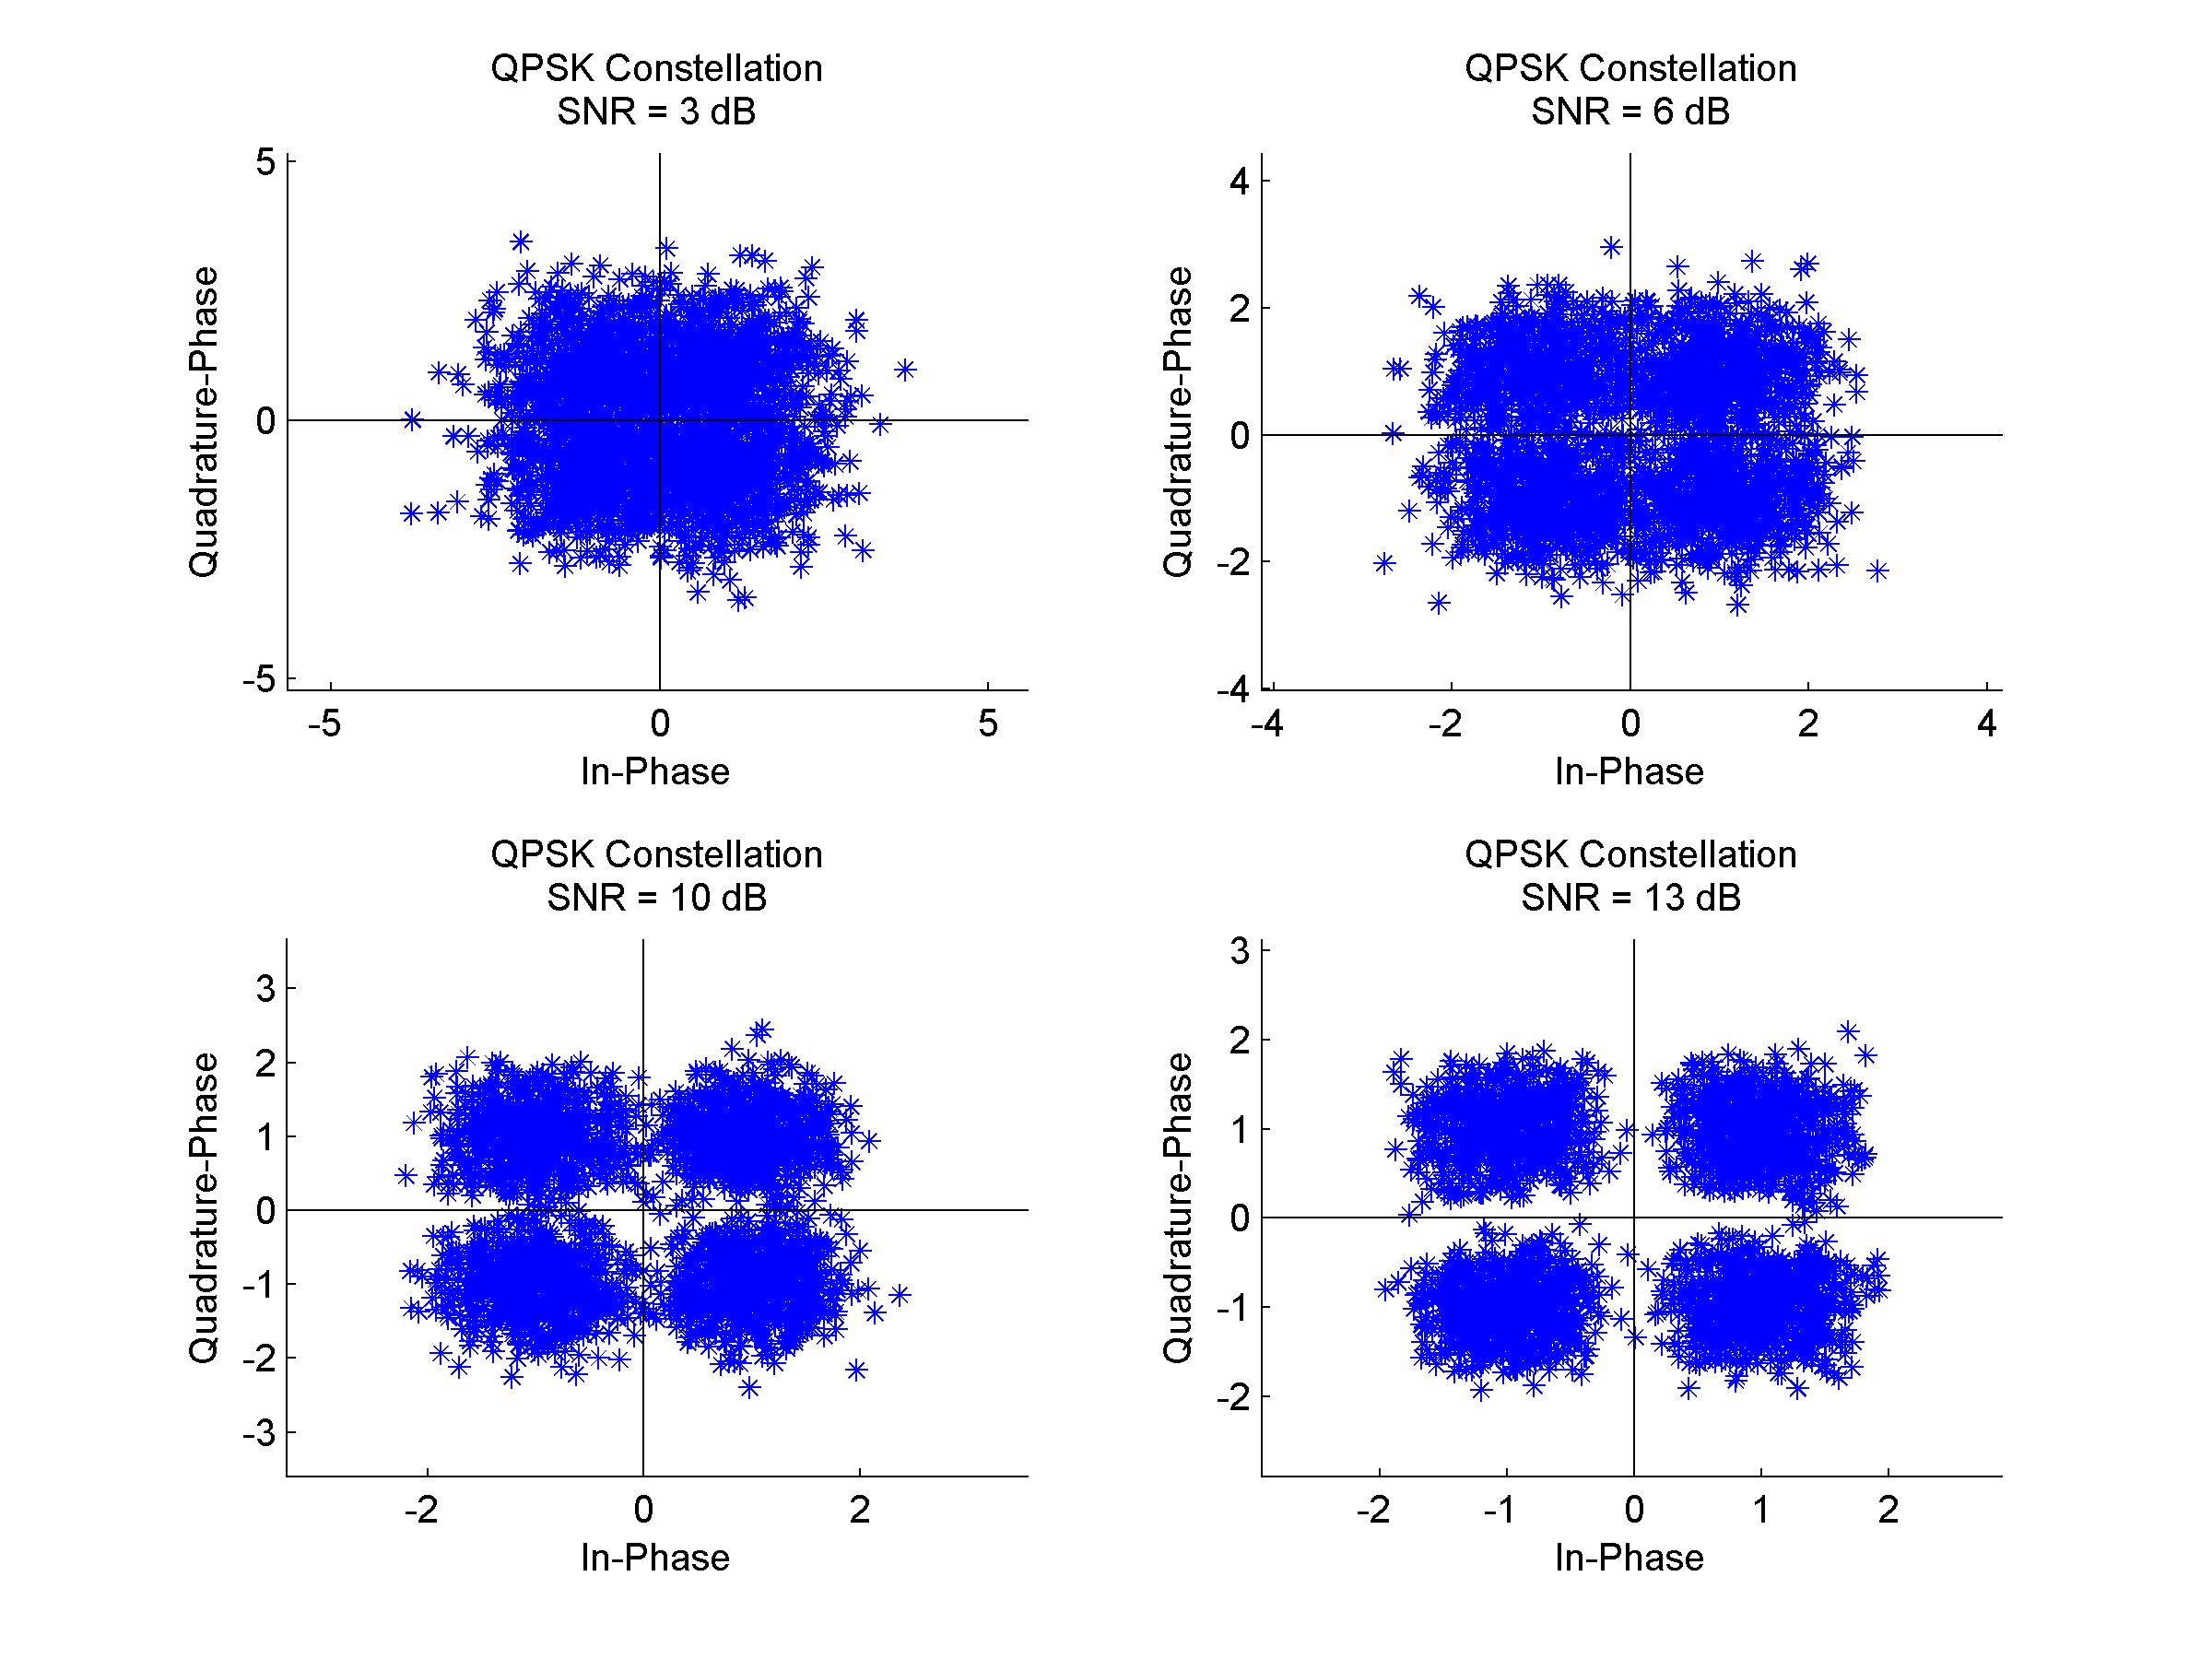 QPSK Constellation
SNR = 3 dB
5
0
-5
-5
0
5
Quadrature-Phase
In-Phase
QPSK Constellation
SNR = 6 dB
4
2
0
-2
-4
-4
-2
0
2
4
Quadrature-Phase
In-Phase
QPSK Constellation
SNR = 10 dB
3
2
1
0
-1
-2
-3
-2
0
2
Quadrature-Phase
In-Phase
QPSK Constellation
SNR = 13 dB
3
2
1
0
-1
-2
-2
-1
0
1
2
Quadrature-Phase
In-Phase